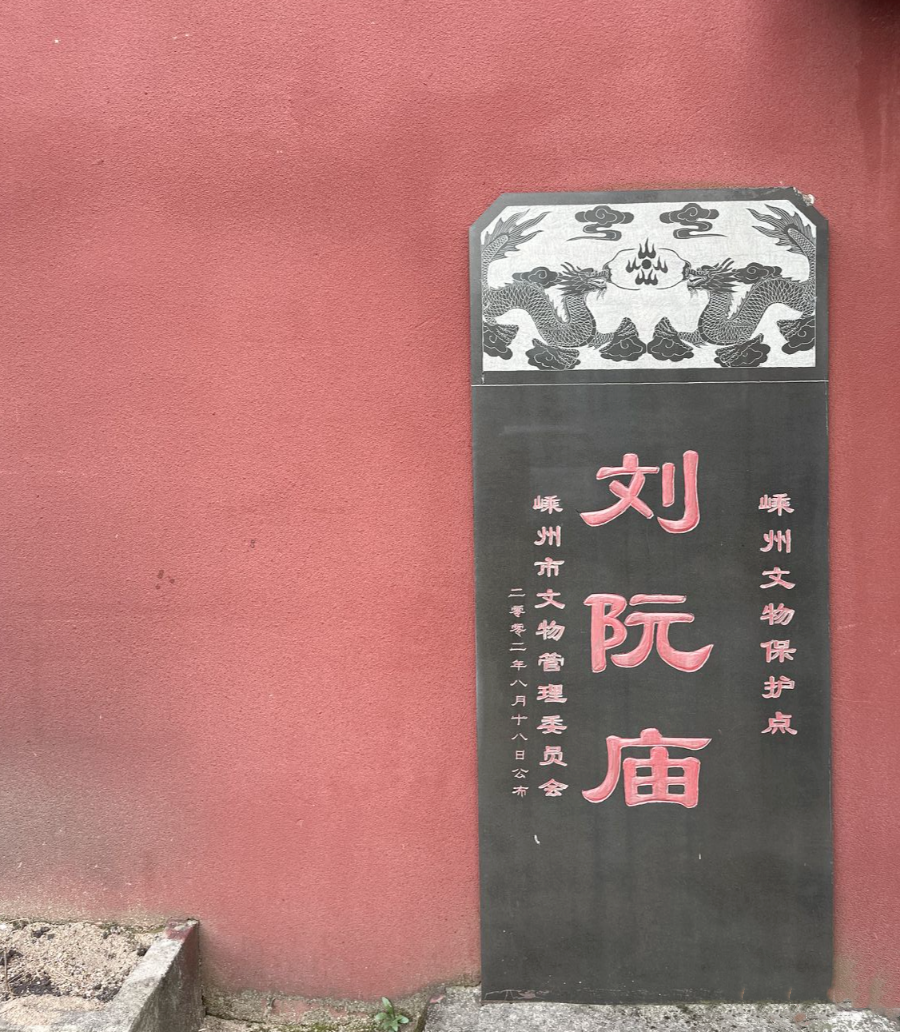 嵊州文物保护点
刘阮庙
嵊州市文物管理委员会
二零零二年八月十八日公布